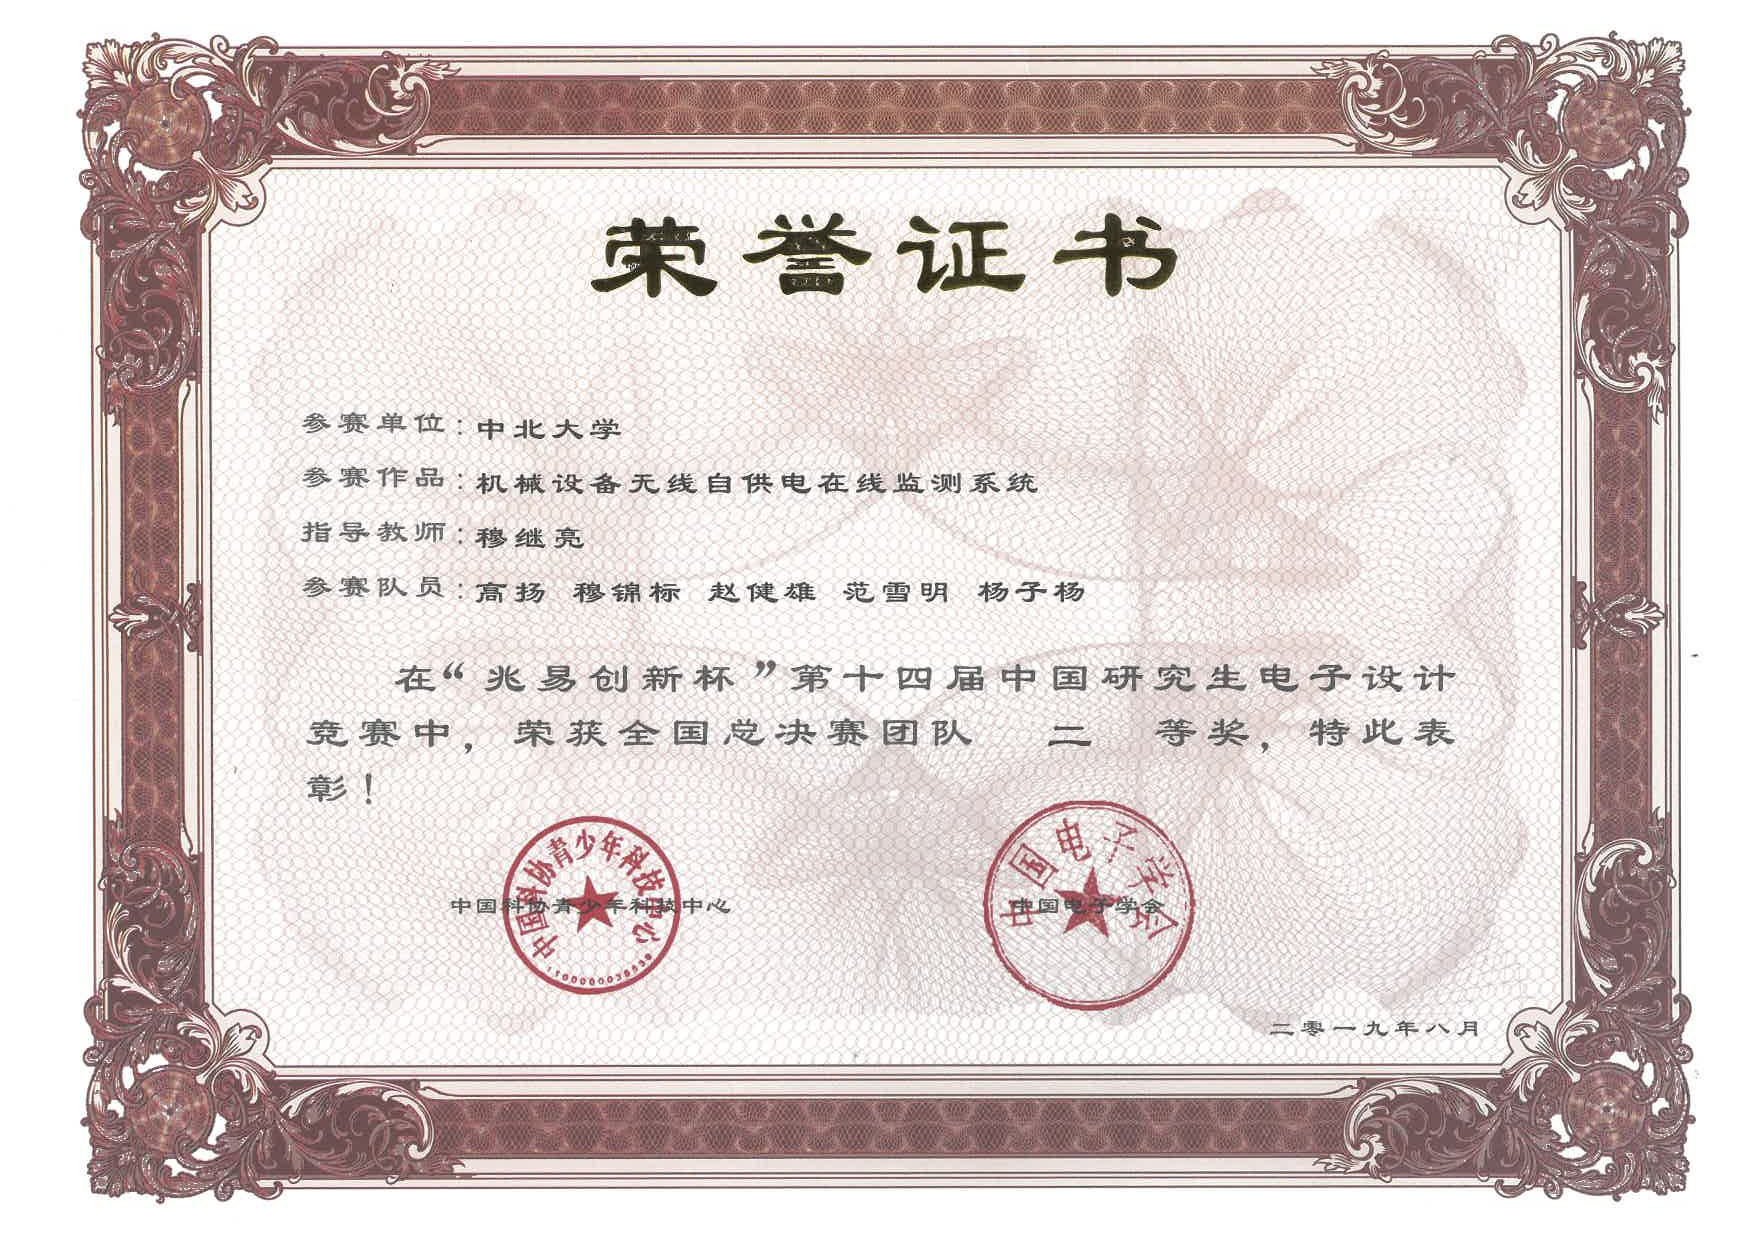 荣誉证书
参赛单位：中北大学
参赛作品：机械设备无线自供电在线监测系统
指导教师：穆继亮
参赛队员：高扬 穆锦标 赵健雄 范雪明 杨子杨
在“兆易创新杯”第十四届中国研究生电子设计
竞赛中，荣获全国总决赛团队 二 等奖，特此表
彰！
中国科协青少年科技中心
中国科协青少年科技中心
中国电子学会
中国电子学会
二零一九年八月